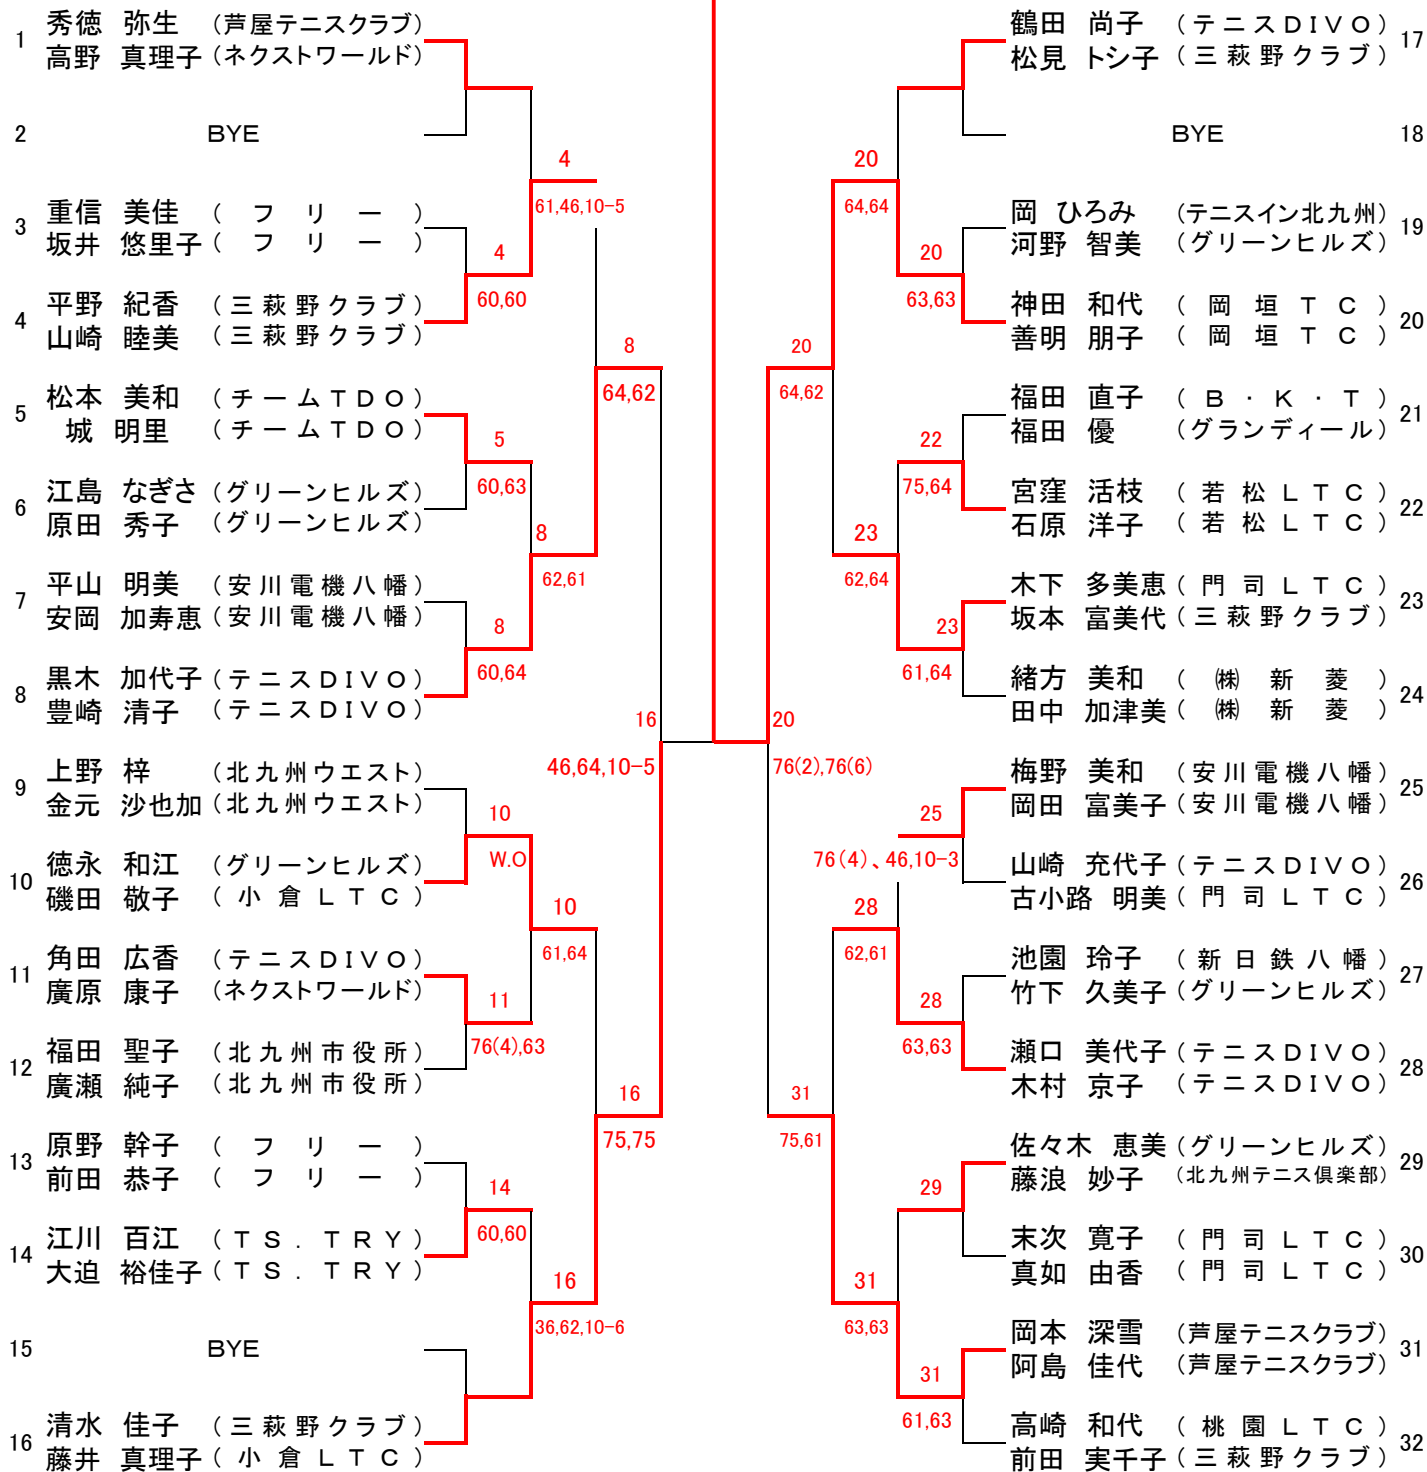 1 秀徳 弥生 (芦屋テニスクラブ)
高野 真理子 (ネクストワールド)
2 BYE
4
61,46,10-5
3 重信 美佳 ( フ リ ー )
坂井 悠里子 ( フ リ ー )
4
60,60
4 平野 紀香 (三萩野クラブ)
山崎 睦美 (三萩野クラブ)
8
64,62
5 松本 美和 (チームTDO)
城 明里 (チームTDO)
5
60,63
6 江島 なぎさ (グリーンヒルズ)
原田 秀子 (グリーンヒルズ)
8
62,61
7 平山 明美 (安川電機八幡)
安岡 加寿恵 (安川電機八幡)
8
60,64
8 黒木 加代子 (テニスDIVO)
豊崎 清子 (テニスDIVO)
16
46,64,10-5
9 上野 梓 (北九州ウエスト)
金元 沙也加 (北九州ウエスト)
10
W.O
10 徳永 和江 (グリーンヒルズ)
磯田 敬子 (小倉LTC)
10
61,64
11 角田 広香 (テニスDIVO)
廣原 康子 (ネクストワールド)
11
76(4),63
12 福田 聖子 (北九州市役所)
廣瀬 純子 (北九州市役所)
16
75,75
13 原野 幹子 ( フ リ ー )
前田 恭子 ( フ リ ー )
14
60,60
14 江川 百江 (TS.TRY)
大迫 裕佳子 (TS.TRY)
16
36,62,10-6
15 BYE
16 清水 佳子 (三萩野クラブ)
藤井 真理子 (小倉LTC)
鶴田 尚子 (テニスDIVO) 17
松見 トシ子 (三萩野クラブ)
BYE 18
20
64,64
岡 ひろみ (テニスイン北九州) 19
河野 智美 (グリーンヒルズ)
20
63,63
神田 和代 (岡垣TC) 20
善明 朋子 (岡垣TC)
20
64,62
福田 直子 (B・K・T) 21
福田 優 (グランディール)
22
75,64
宮窪 活枝 (若松LTC) 22
石原 洋子 (若松LTC)
23
62,64
木下 多美恵 (門司LTC) 23
坂本 富美代 (三萩野クラブ)
23
61,64
緒方 美和 (㈱ 新 菱) 24
田中 加津美 (㈱ 新 菱)
20
76(2),76(6)
梅野 美和 (安川電機八幡) 25
岡田 富美子 (安川電機八幡)
25
76(4)、46,10-3
山崎 充代子 (テニスDIVO) 26
古小路 明美 (門司LTC)
28
62,61
池園 玲子 (新日鉄八幡) 27
竹下 久美子 (グリーンヒルズ)
28
63,63
瀬口 美代子 (テニスDIVO) 28
木村 京子 (テニスDIVO)
31
75,61
佐々木 恵美 (グリーンヒルズ) 29
藤浪 妙子 (北九州テニス倶楽部)
29
末次 寛子 (門司LTC) 30
真如 由香 (門司LTC)
31
63,63
岡本 深雪 (芦屋テニスクラブ) 31
阿島 佳代 (芦屋テニスクラブ)
31
61,63
高崎 和代 (桃園LTC) 32
前田 実千子 (三萩野クラブ)